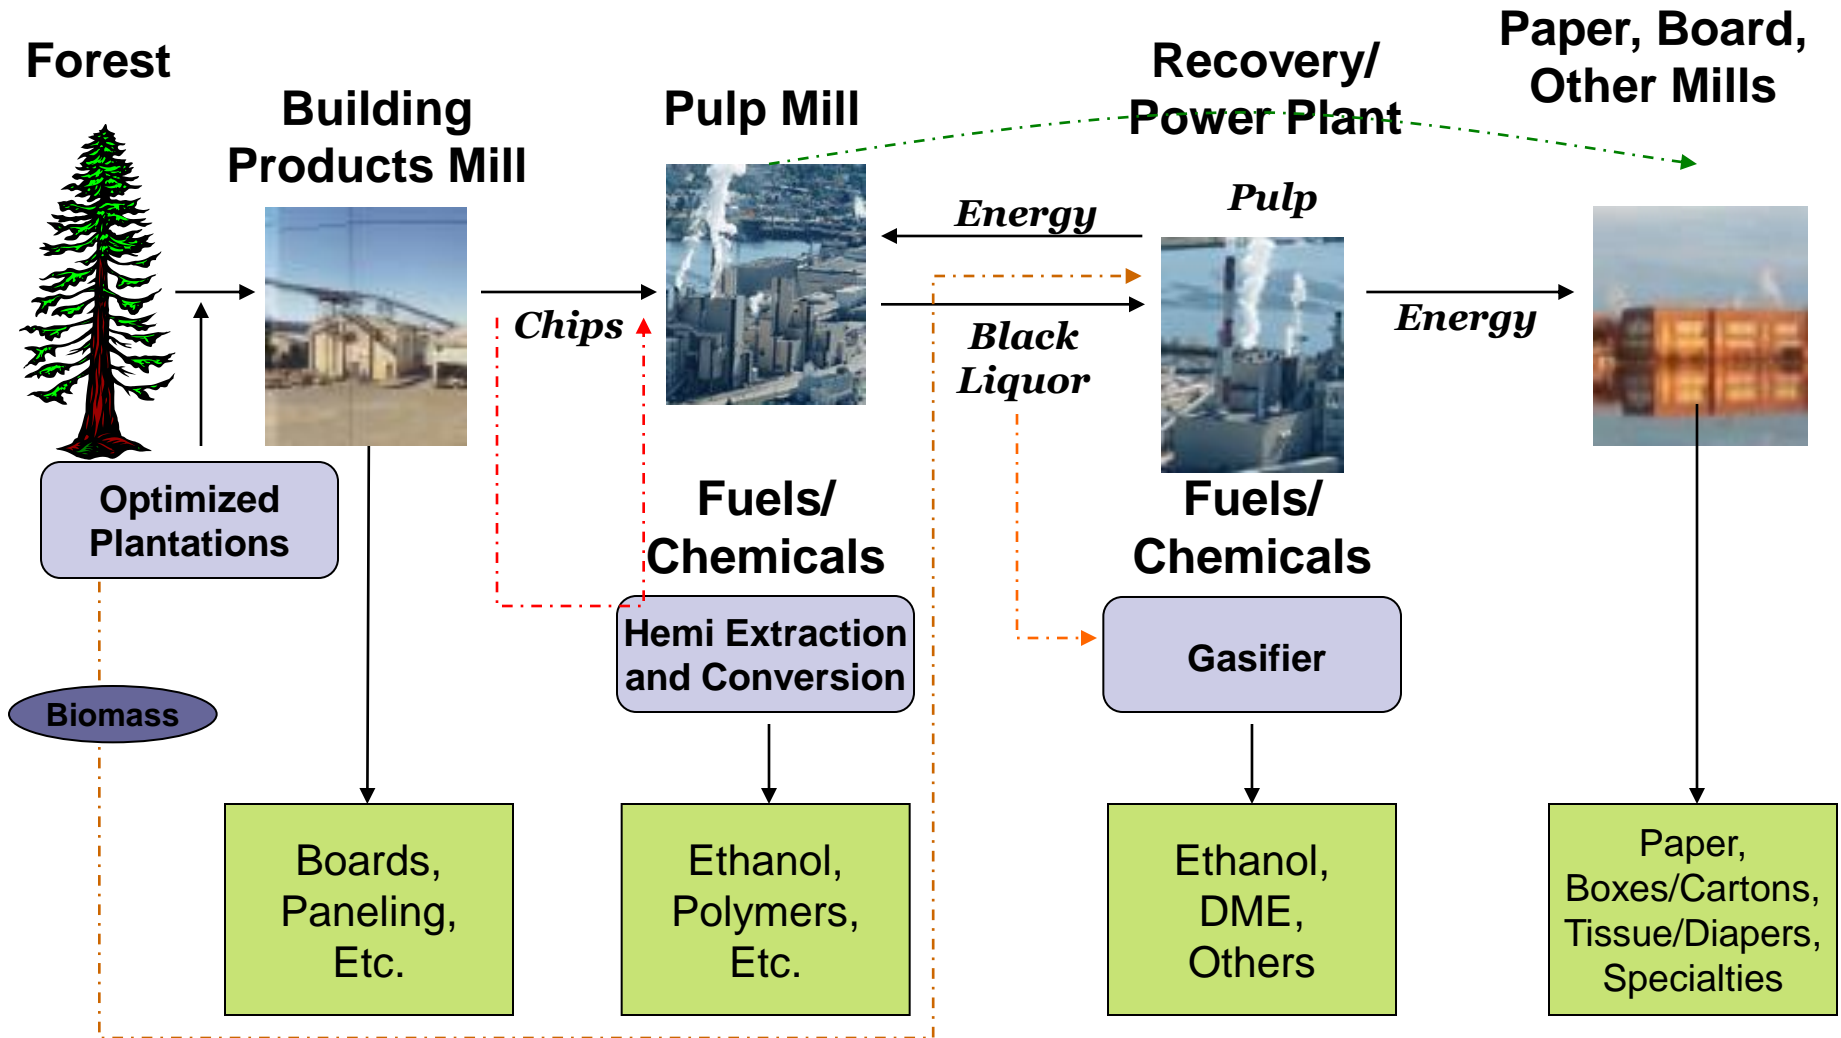 Forest
Building
Products Mill
Pulp Mill
Recovery/
Power Plant
Paper, Board,
Other Mills
Chips
Energy
Pulp
Black
Liquor
Energy
Optimized
Plantations
Fuels/
Chemicals
Fuels/
Chemicals
Hemi Extraction
and Conversion
Gasifier
Biomass
Boards,
Paneling,
Etc.
Ethanol,
Polymers,
Etc.
Ethanol,
DME,
Others
Paper,
Boxes/Cartons,
Tissue/Diapers,
Specialties